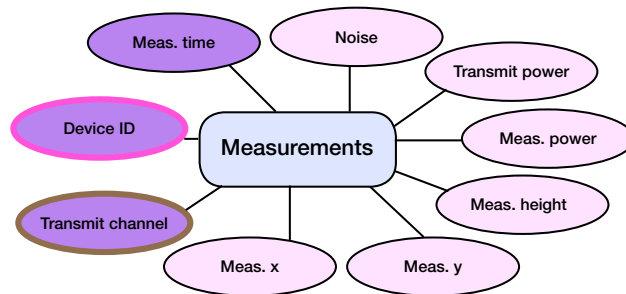 Noise
Meas. time
Transmit power
Device ID
Measurements
Meas. power
Transmit channel
Meas. height
Meas. x
Meas. y